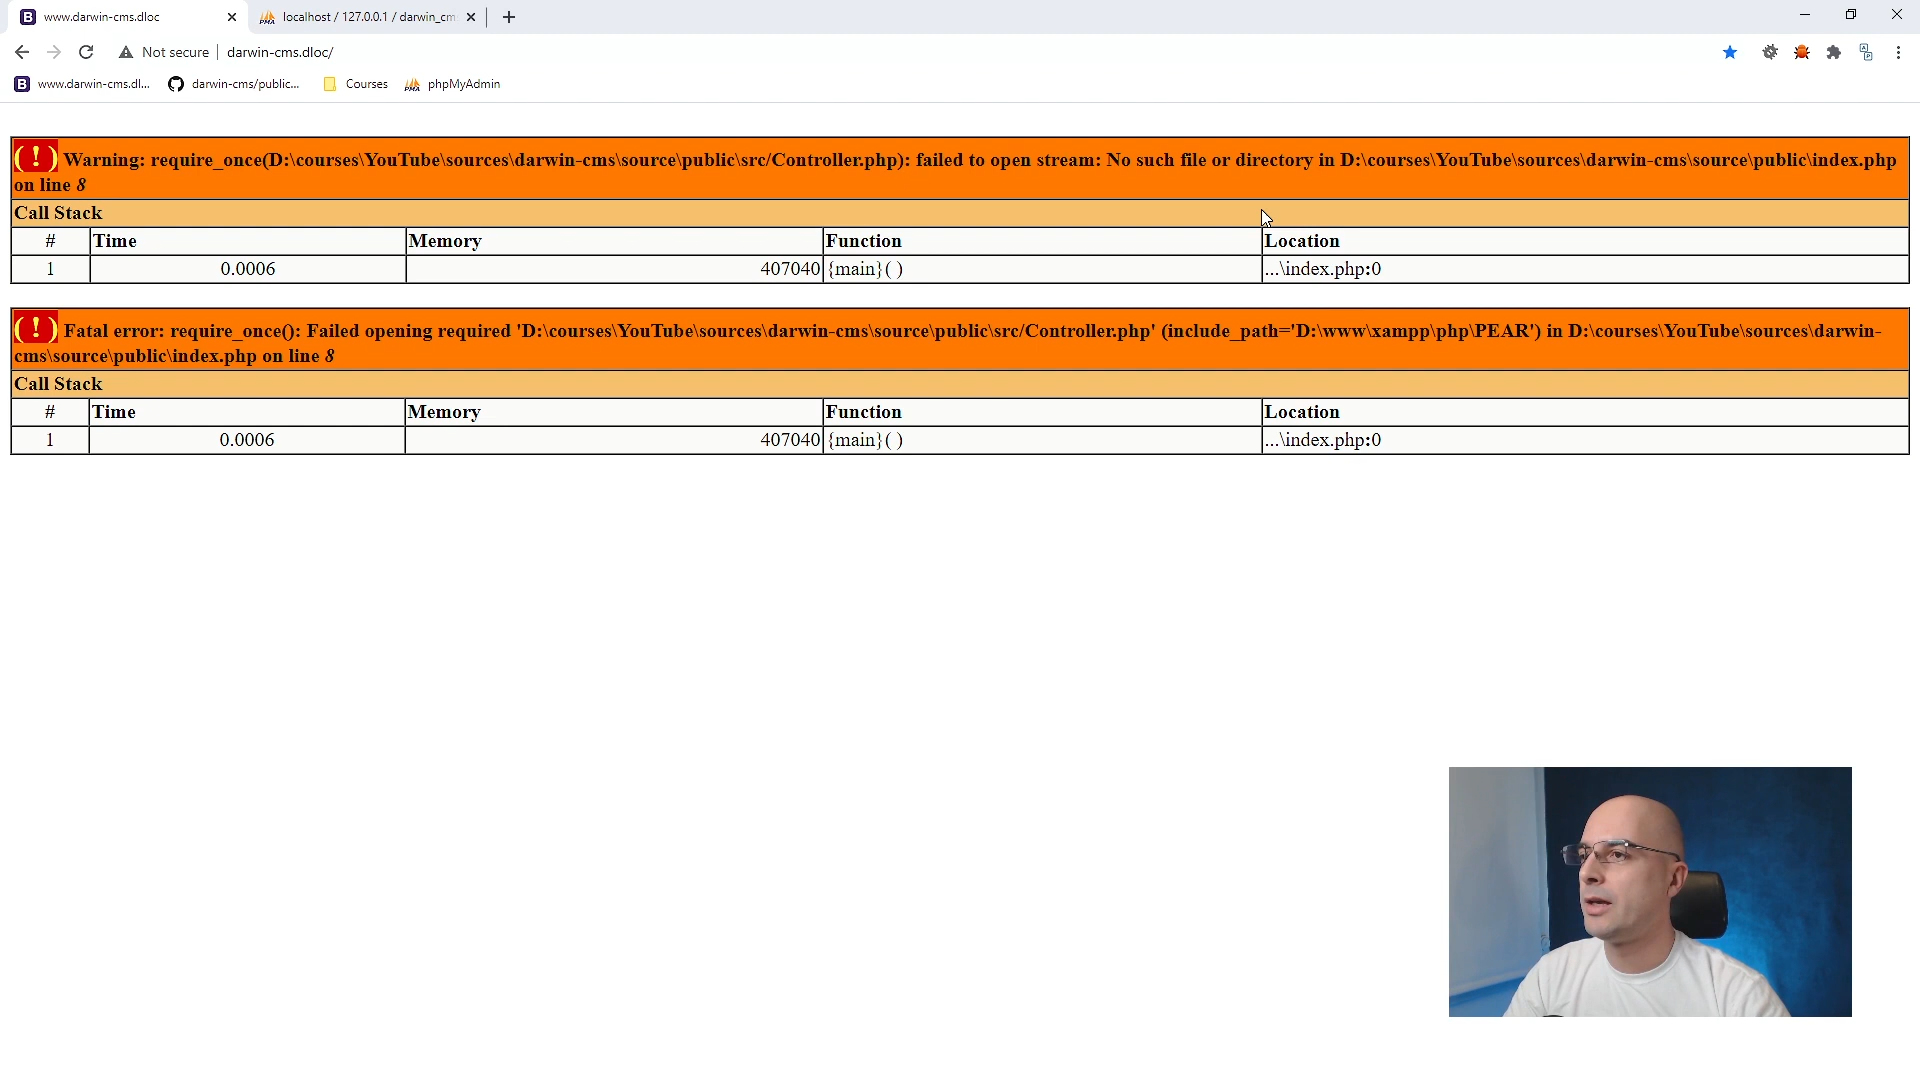 www.darwin-cms.dloc
localhost / 127.0.0.1 / darwin_cm
Not secure
darwin-cms.dloc/
www.darwin-cms.dl...
darwin-cms/public...
Courses
phpMyAdmin
( ! ) Warning: require_once(D:\courses\YouTube\sources\darwin-cms\source\public\src/Controller.php): failed to open stream: No such file or directory in D:\courses\YouTube\sources\darwin-cms\source\public\index.php
on line 8
Call Stack
# Time Memory Function Location
1 0.0006 407040 {main}( ) ...\index.php:0
( ! ) Fatal error: require_once(): Failed opening required 'D:\courses\YouTube\sources\darwin-cms\source\public\src/Controller.php' (include_path='D:\www\xampp\php\PEAR') in D:\courses\YouTube\sources\darwin-
cms\source\public\index.php on line 8
Call Stack
# Time Memory Function Location
1 0.0006 407040 {main}( ) ...\index.php:0